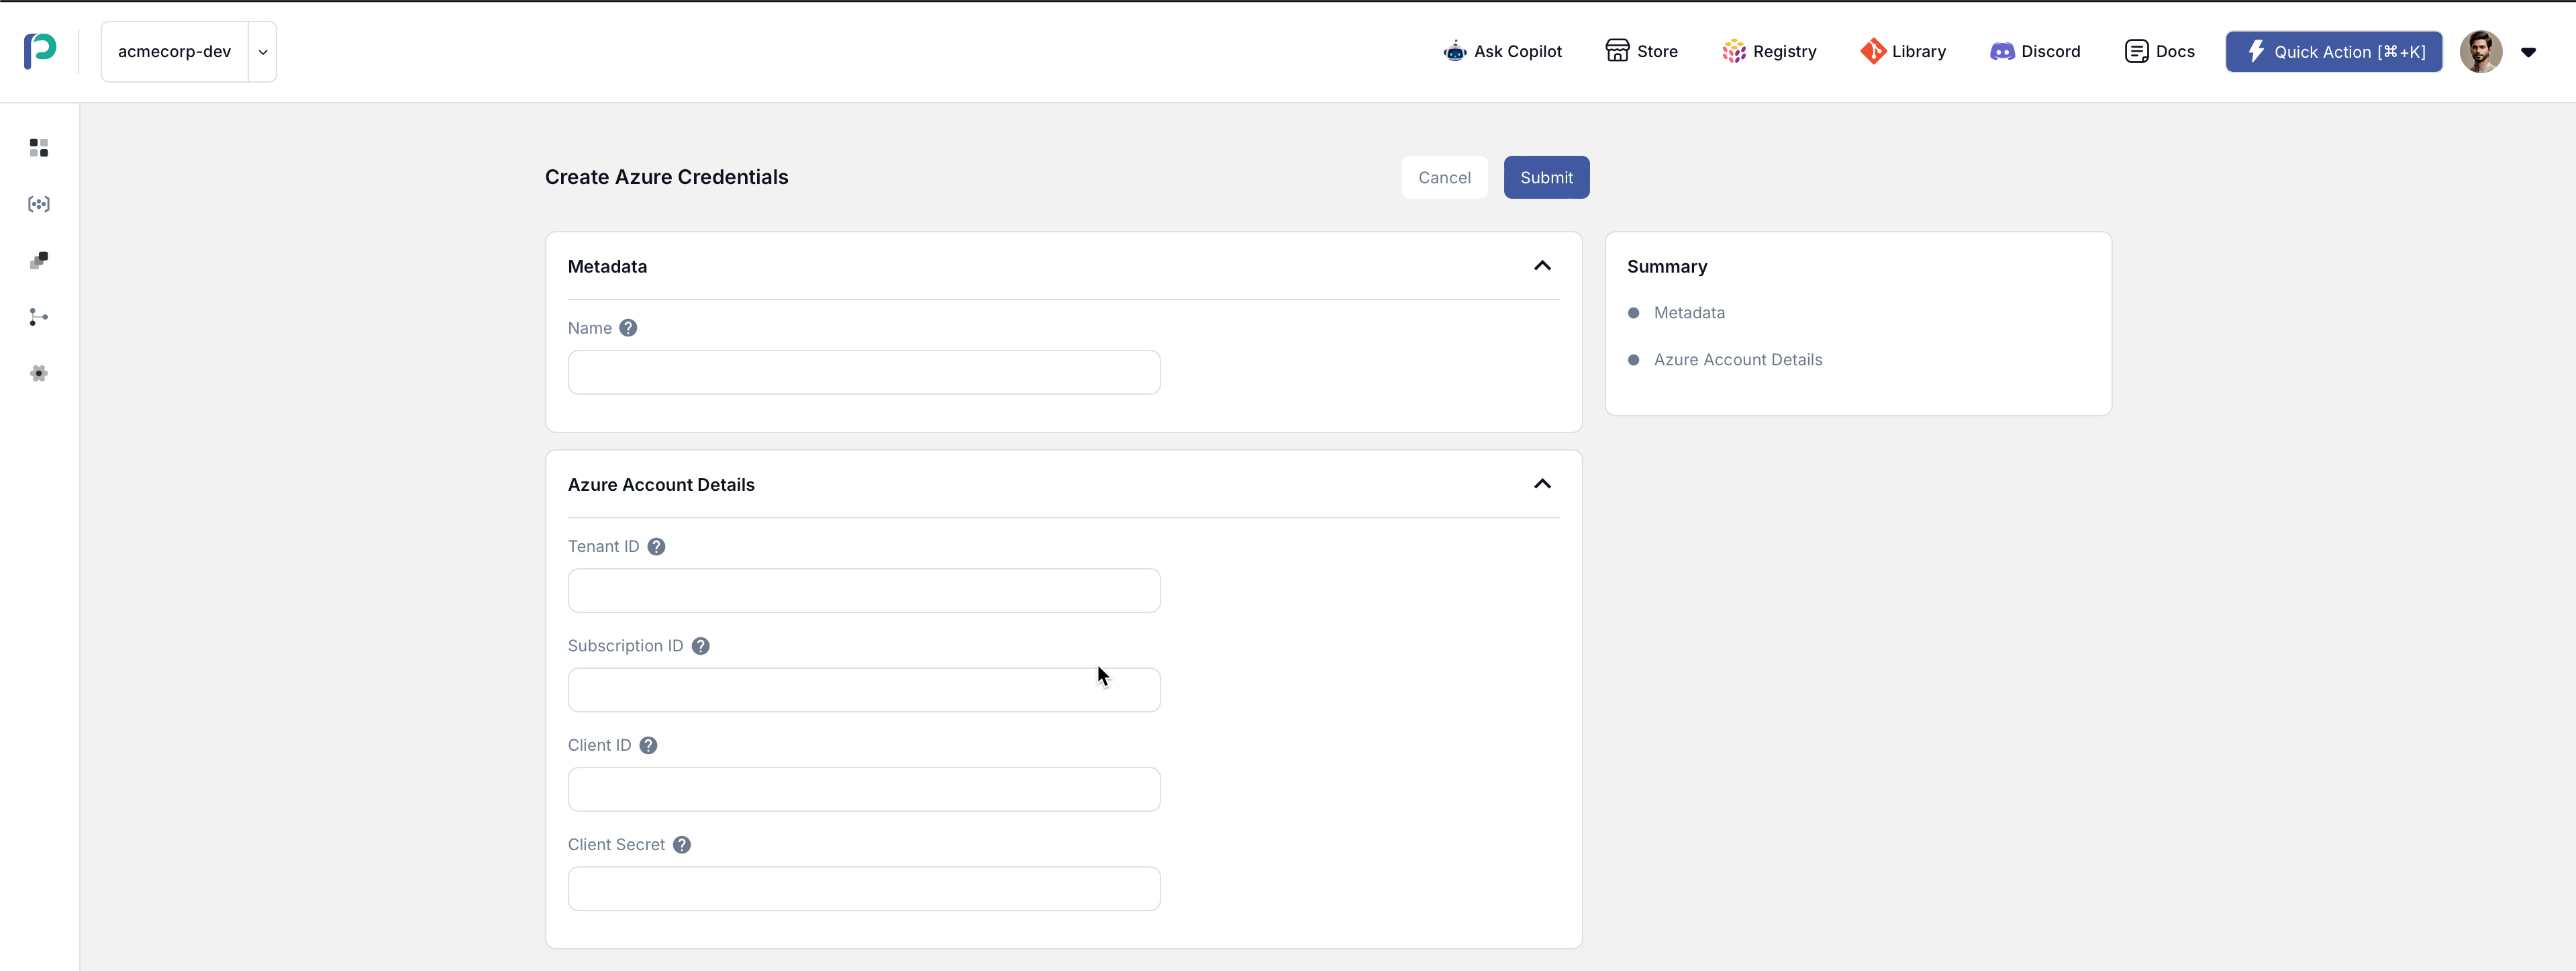 acmecorp-dev
Ask Copilot
Store
Registry
Library
Discord
Docs
Quick Action [⌘+K]
Create Azure Credentials
Cancel
Submit
Metadata
Name
Summary
Metadata
Azure Account Details
Azure Account Details
Tenant ID
Subscription ID
Client ID
Client Secret